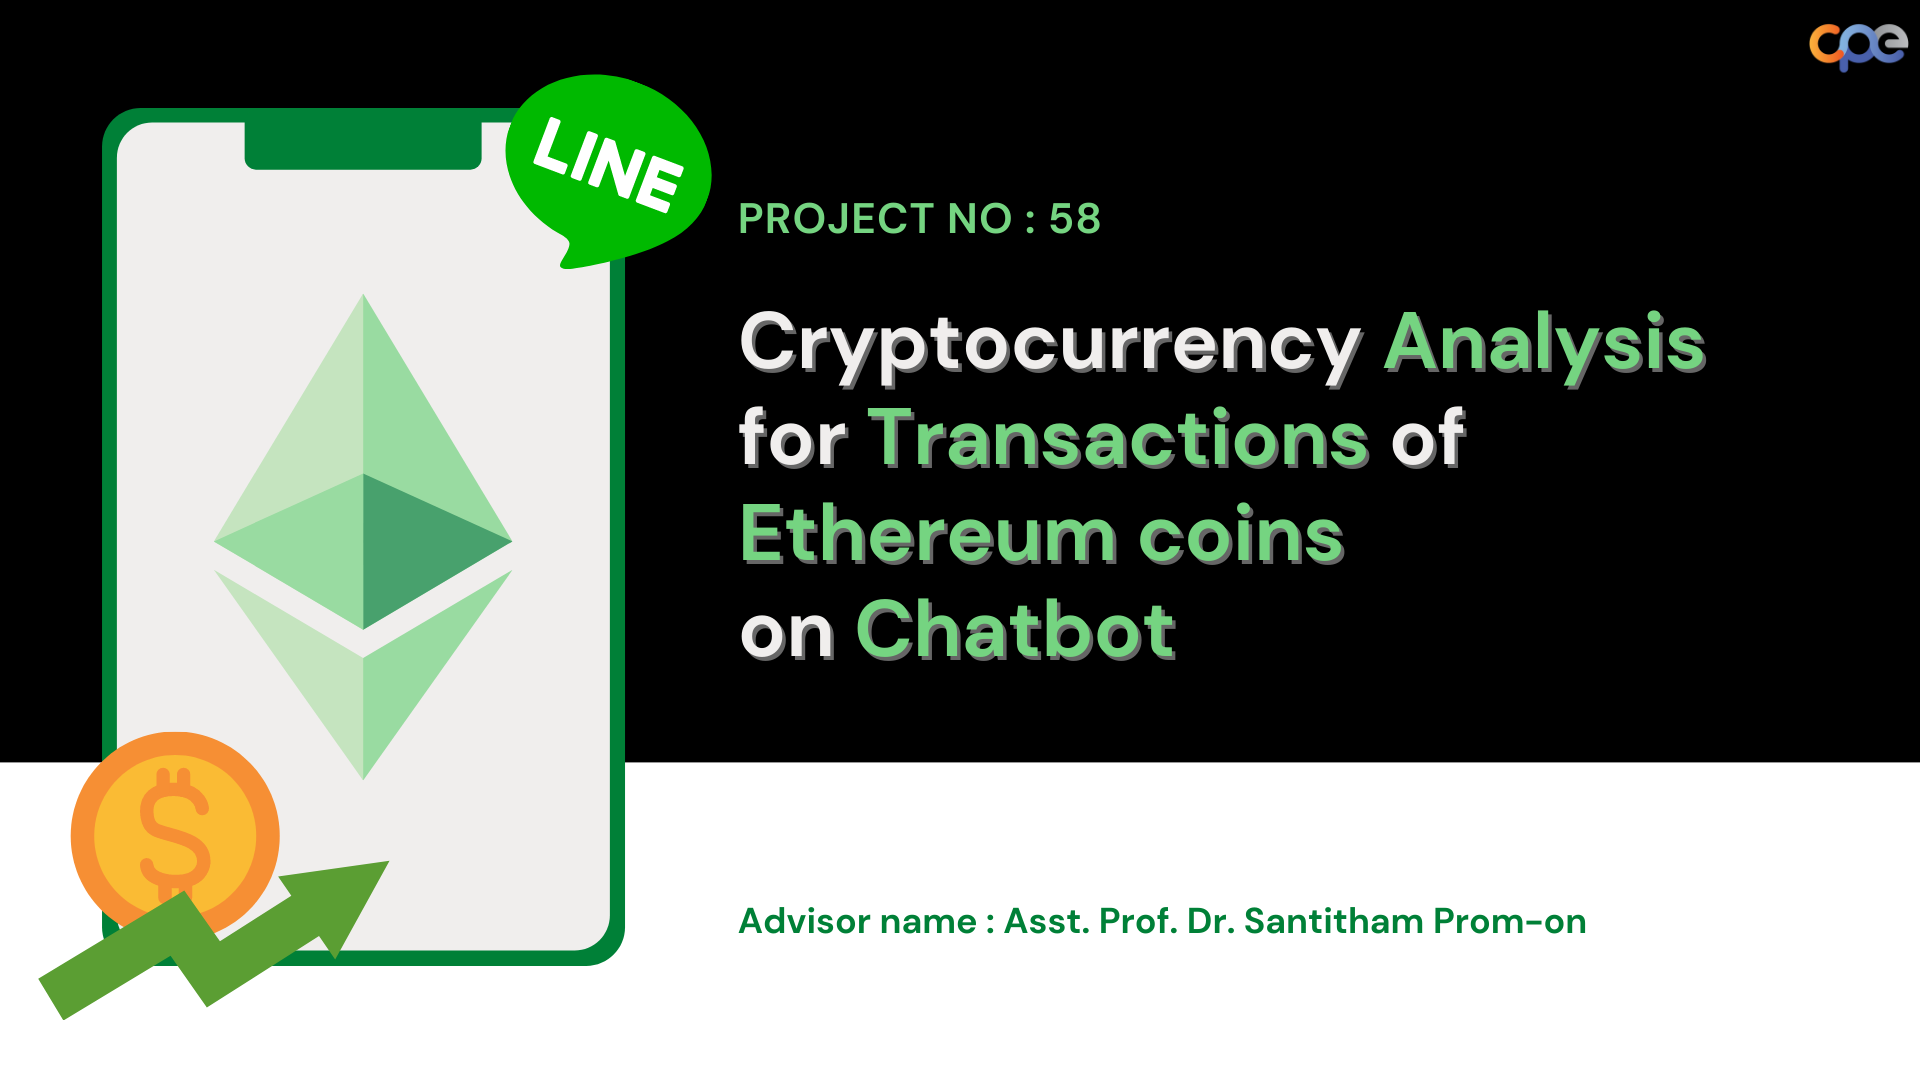 cpe
LINE
PROJECT NO : 58
Cryptocurrency Analysis
for Transactions of
Ethereum coins
on Chatbot
Advisor name : Asst. Prof. Dr. Santitham Prom-on